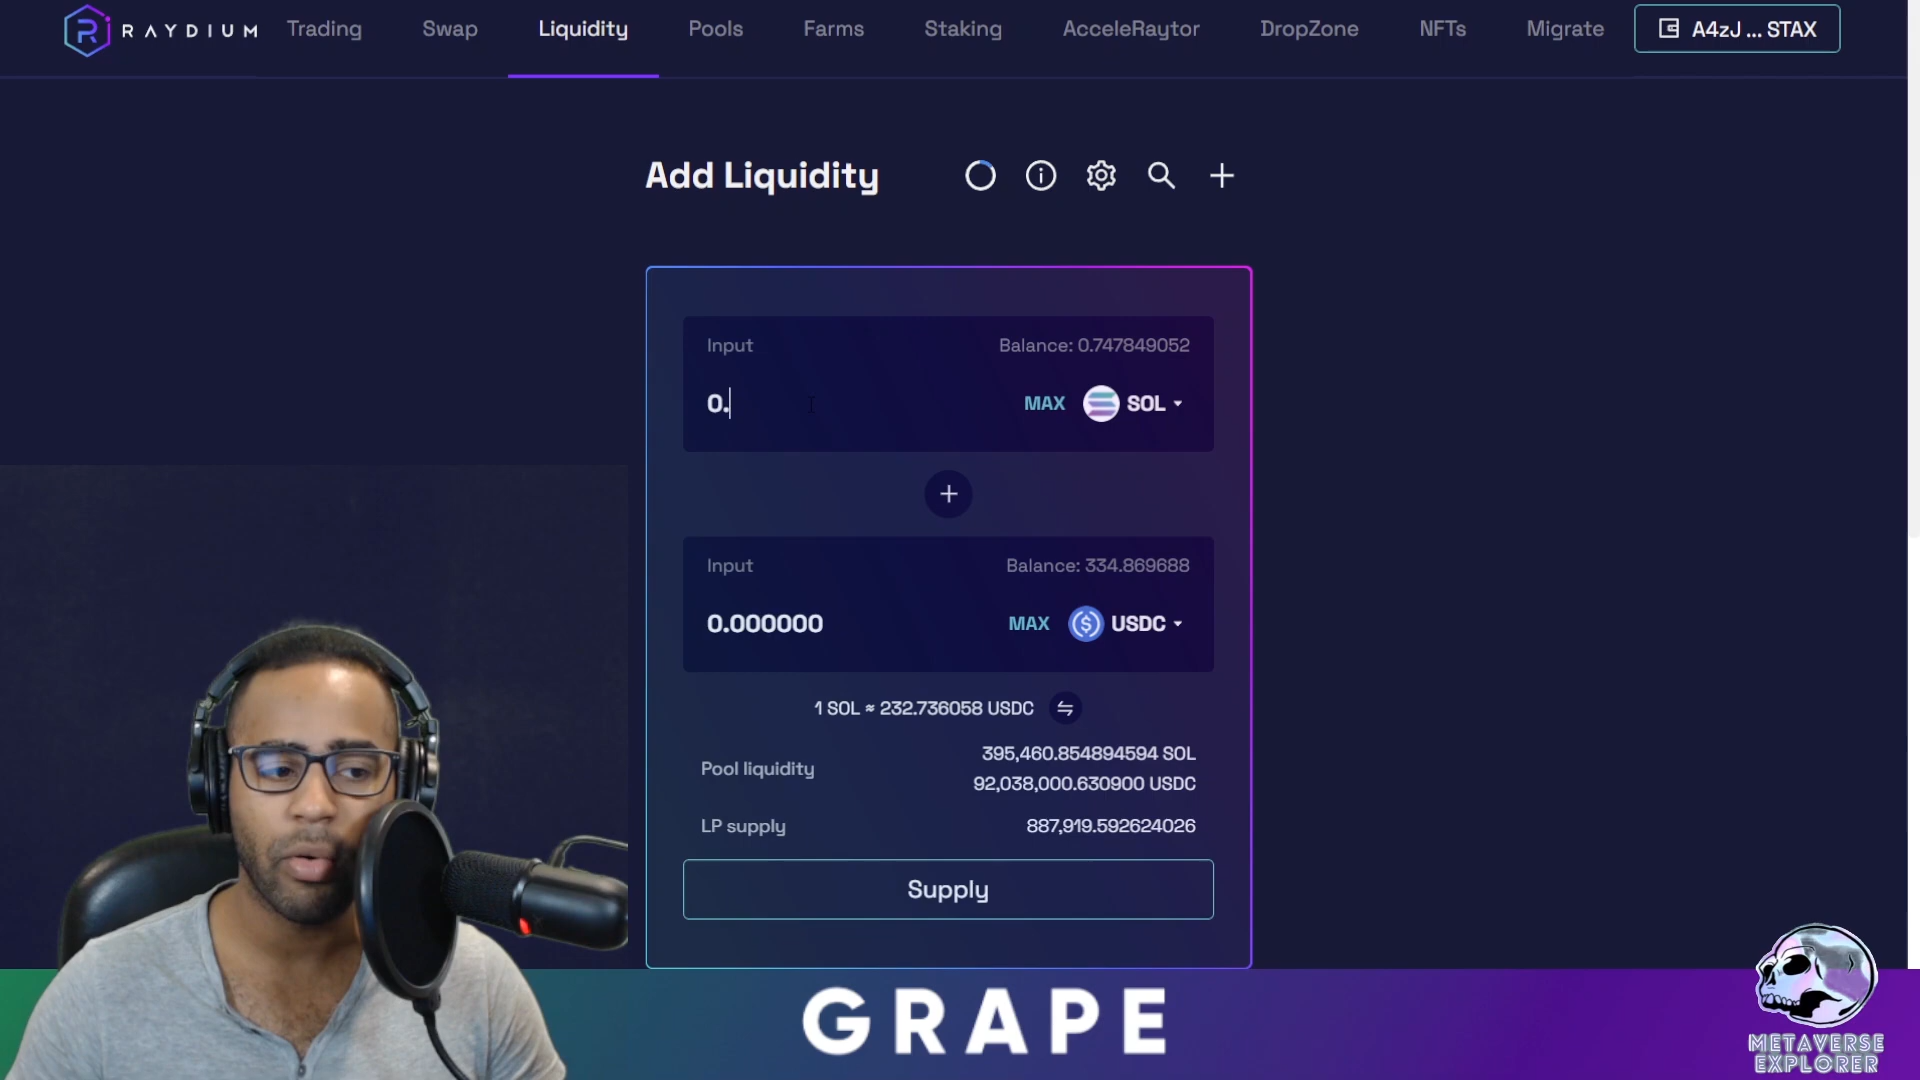 RAYDIUM
Trading
Swap
Liquidity
Pools
Farms
Staking
AcceleRaytor
DropZone
NFTs
Migrate
A4zJ ... STAX
Add Liquidity
Input
Balance: 0.747849052
0.
MAX
SOL
Input
Balance: 334.869688
0.000000
MAX
USDC
1 SOL ≈ 232.736058 USDC
Pool liquidity
395,460.854894594 SOL
92,038,000.630900 USDC
LP supply
887,919.592624026
Supply
GRAPE
METAVERSE
EXPLORER